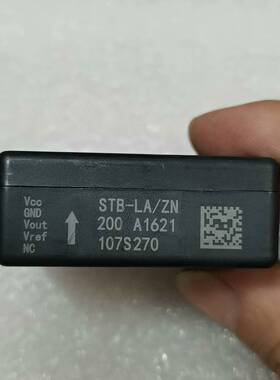 Vcc
GND
Vout
Vref
NC
STB-LA/ZN
200 A1621
107S270